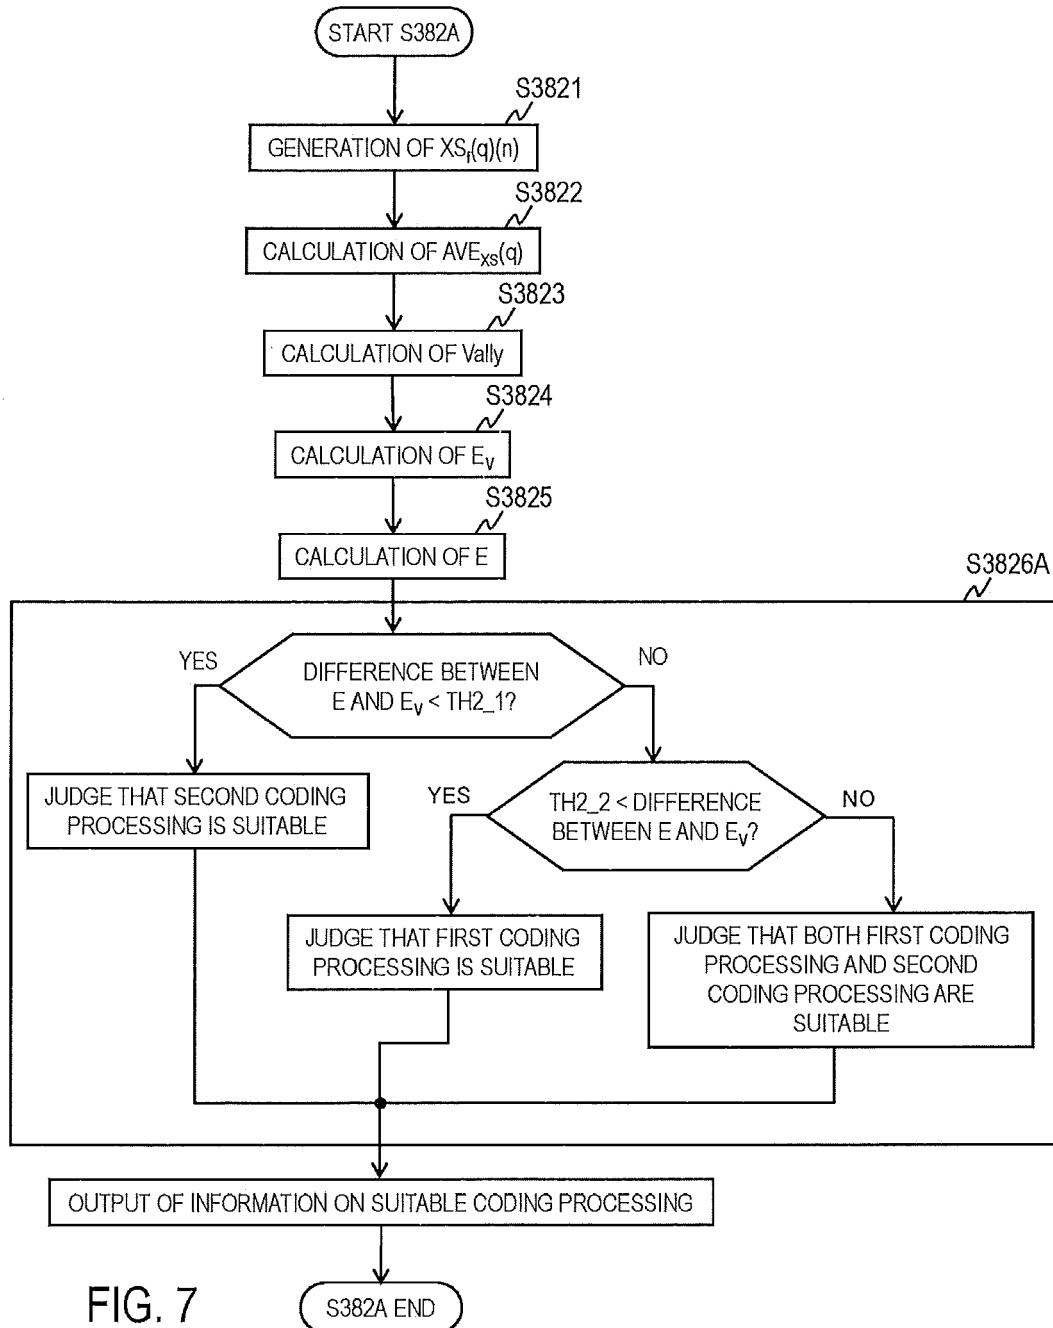 START S382A
S3821
GENERATION OF XSr(q)(n)
S3822
CALCULATION OF AVEXS(q)
S3823
CALCULATION OF Vally
S3824
CALCULATION OF EV
S3825
CALCULATION OF E
S3826A
YES
DIFFERENCE BETWEEN
E AND EV < TH2_1?
NO
JUDGE THAT SECOND CODING
PROCESSING IS SUITABLE
YES
TH2_2 < DIFFERENCE
BETWEEN E AND EV?
NO
JUDGE THAT FIRST CODING
PROCESSING IS SUITABLE
JUDGE THAT BOTH FIRST CODING
PROCESSING AND SECOND
CODING PROCESSING ARE
SUITABLE
OUTPUT OF INFORMATION ON SUITABLE CODING PROCESSING
S382A END
FIG. 7